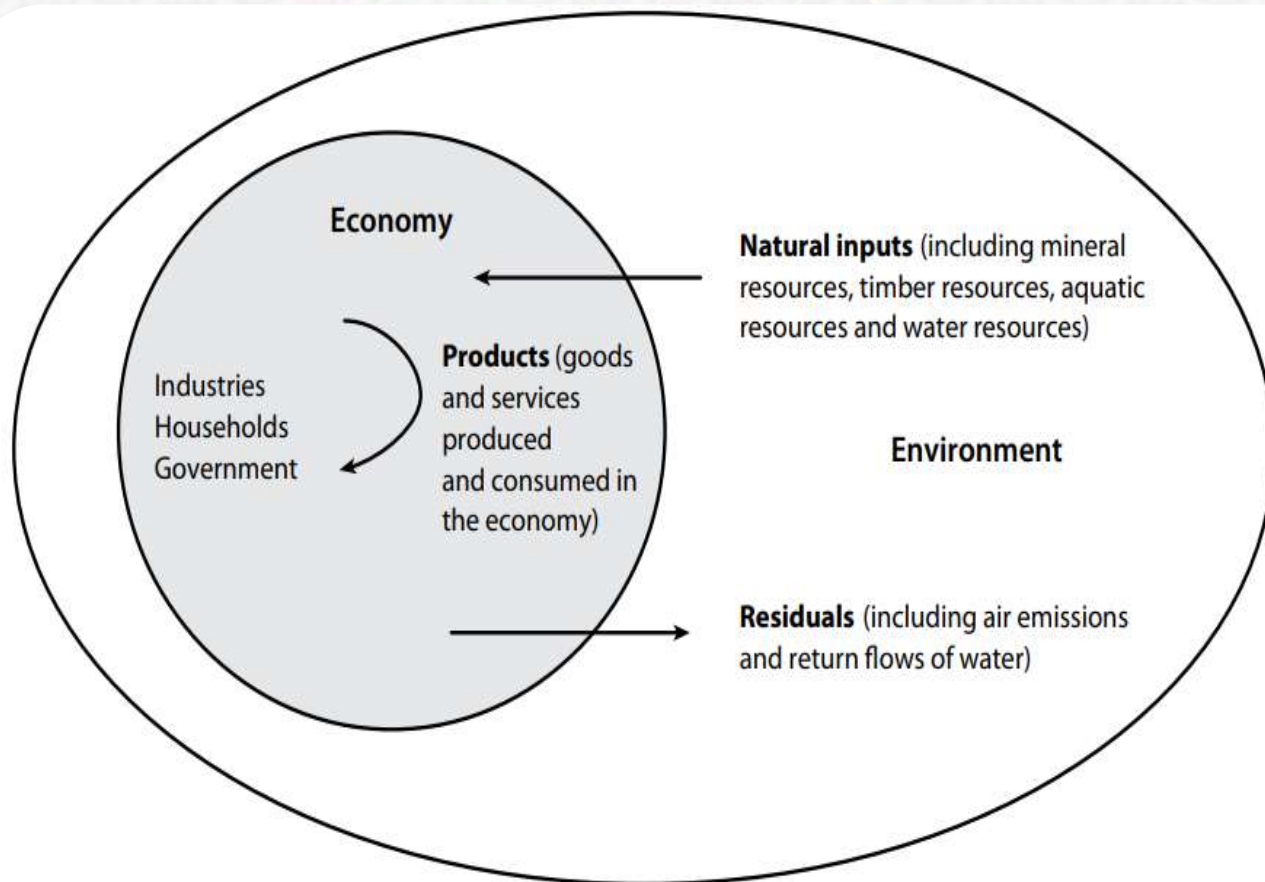 Economy
Natural inputs (including mineral
resources, timber resources, aquatic
resources and water resources)
Products (goods
and services
produced
and consumed in
the economy)
Industries
Households
Government
Environment
Residuals (including air emissions
and return flows of water)